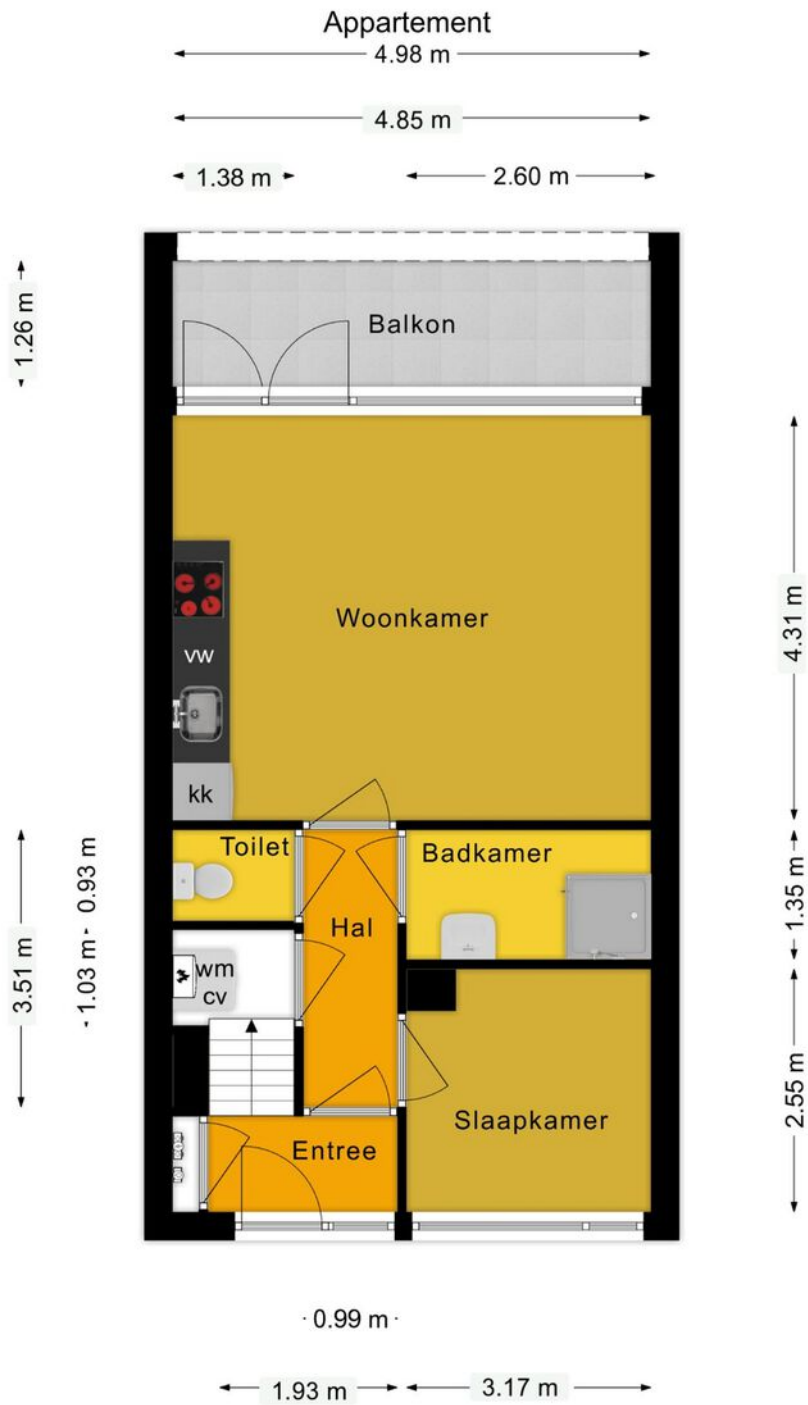 Appartement
4.98 m
4.85 m
1.38 m
2.60 m
1.26 m
Balkon
4.31 m
Woonkamer
vw
kk
Toilet
Badkamer
0.93 m
1.35 m
Hal
3.51 m
1.03 m
wm
cv
2.55 m
Slaapkamer
Entree
0.99 m
1.93 m
3.17 m